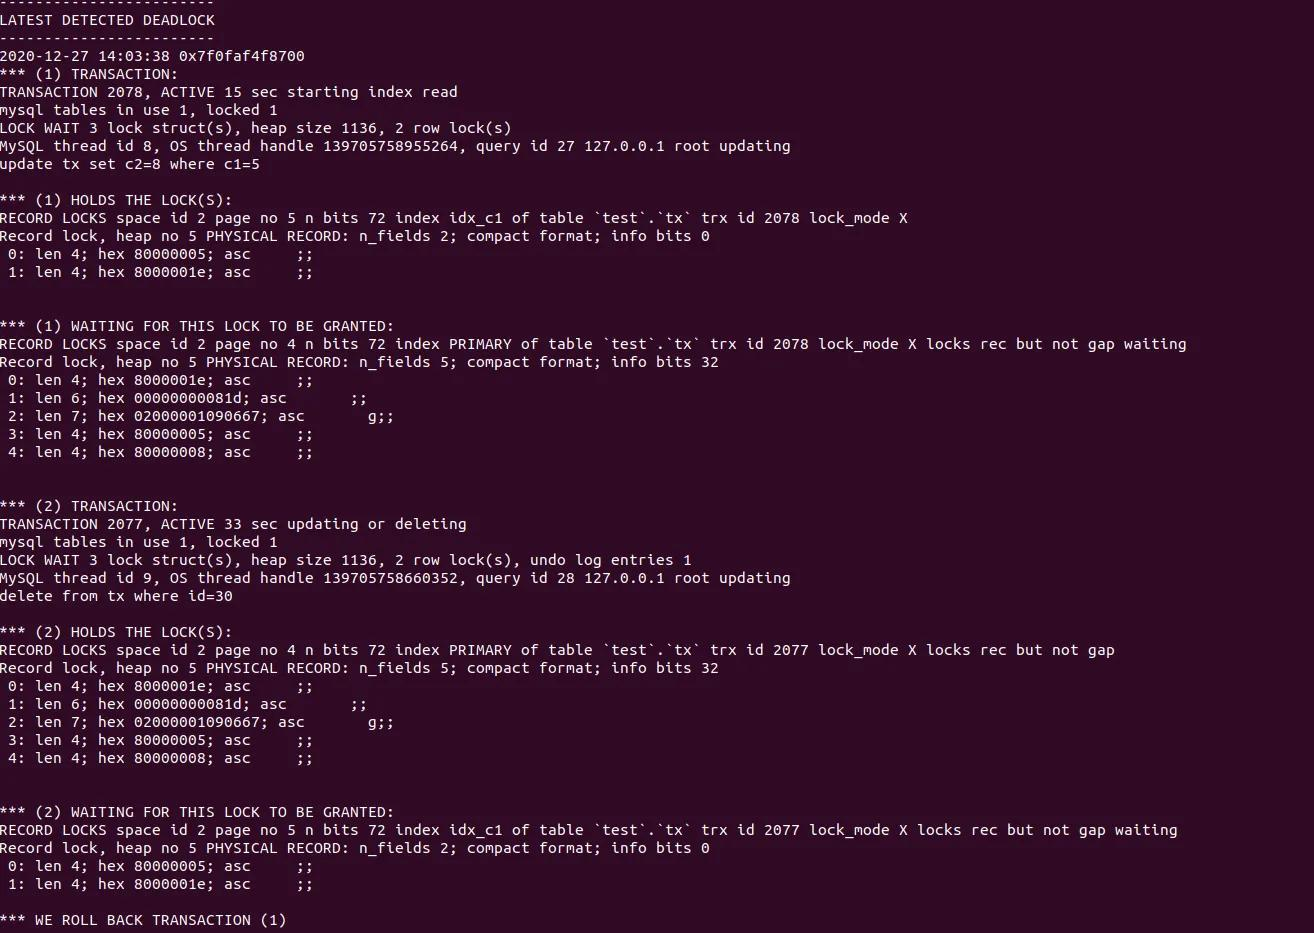 ------------------------
LATEST DETECTED DEADLOCK
------------------------
2020-12-27 14:03:38 0x7f0faf4f8700
*** (1) TRANSACTION:
TRANSACTION 2078, ACTIVE 15 sec starting index read
mysql tables in use 1, locked 1
LOCK WAIT 3 lock struct(s), heap size 1136, 2 row lock(s)
MySQL thread id 8, OS thread handle 139705758955264, query id 27 127.0.0.1 root updating
update tx set c2=8 where c1=5
*** (1) HOLDS THE LOCK(S):
RECORD LOCKS space id 2 page no 5 n bits 72 index idx_c1 of table `test`.`tx` trx id 2078 lock_mode X
Record lock, heap no 5 PHYSICAL RECORD: n_fields 2; compact format; info bits 0
 0: len 4; hex 80000005; asc     ;;
 1: len 4; hex 8000001e; asc     ;;
*** (1) WAITING FOR THIS LOCK TO BE GRANTED:
RECORD LOCKS space id 2 page no 4 n bits 72 index PRIMARY of table `test`.`tx` trx id 2078 lock_mode X locks rec but not gap waiting
Record lock, heap no 5 PHYSICAL RECORD: n_fields 5; compact format; info bits 32
 0: len 4; hex 8000001e; asc     ;;
 1: len 6; hex 00000000081d; asc       ;;
 2: len 7; hex 02000001090667; asc       g;;
 3: len 4; hex 80000005; asc     ;;
 4: len 4; hex 80000008; asc     ;;
*** (2) TRANSACTION:
TRANSACTION 2077, ACTIVE 33 sec updating or deleting
mysql tables in use 1, locked 1
LOCK WAIT 3 lock struct(s), heap size 1136, 2 row lock(s), undo log entries 1
MySQL thread id 9, OS thread handle 139705758660352, query id 28 127.0.0.1 root updating
delete from tx where id=30
*** (2) HOLDS THE LOCK(S):
RECORD LOCKS space id 2 page no 4 n bits 72 index PRIMARY of table `test`.`tx` trx id 2077 lock_mode X locks rec but not gap
Record lock, heap no 5 PHYSICAL RECORD: n_fields 5; compact format; info bits 32
 0: len 4; hex 8000001e; asc     ;;
 1: len 6; hex 00000000081d; asc       ;;
 2: len 7; hex 02000001090667; asc       g;;
 3: len 4; hex 80000005; asc     ;;
 4: len 4; hex 80000008; asc     ;;
*** (2) WAITING FOR THIS LOCK TO BE GRANTED:
RECORD LOCKS space id 2 page no 5 n bits 72 index idx_c1 of table `test`.`tx` trx id 2077 lock_mode X locks rec but not gap waiting
Record lock, heap no 5 PHYSICAL RECORD: n_fields 2; compact format; info bits 0
 0: len 4; hex 80000005; asc     ;;
 1: len 4; hex 8000001e; asc     ;;
*** WE ROLL BACK TRANSACTION (1)